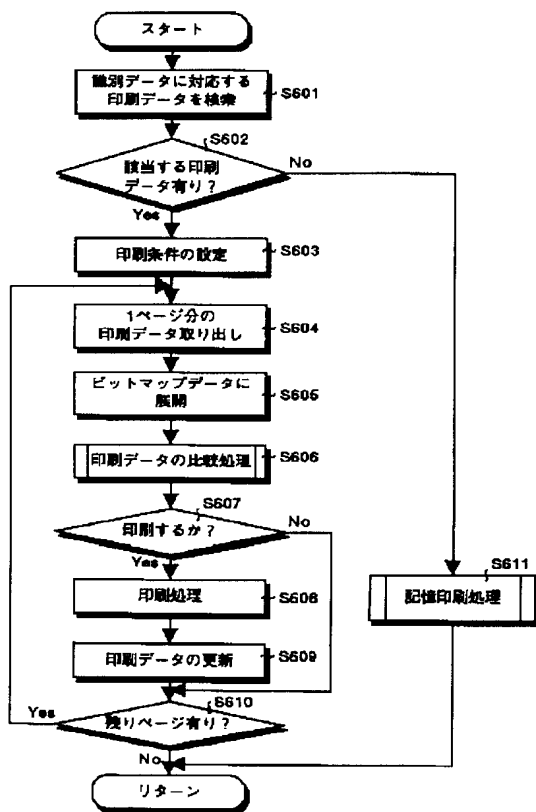 スタート
識別データに対応する
印刷データを検索
S601
S602
該当する印刷
データ有り？
No
Yes
印刷条件の設定
S603
1ページ分の
印刷データ取り出し
S604
ビットマップデータに
展開
S605
印刷データの比較処理
S606
S607
印刷するか？
No
Yes
印刷処理
S608
S611
記憶印刷処理
印刷データの更新
S609
S610
残りページ有り？
Yes
No
リターン